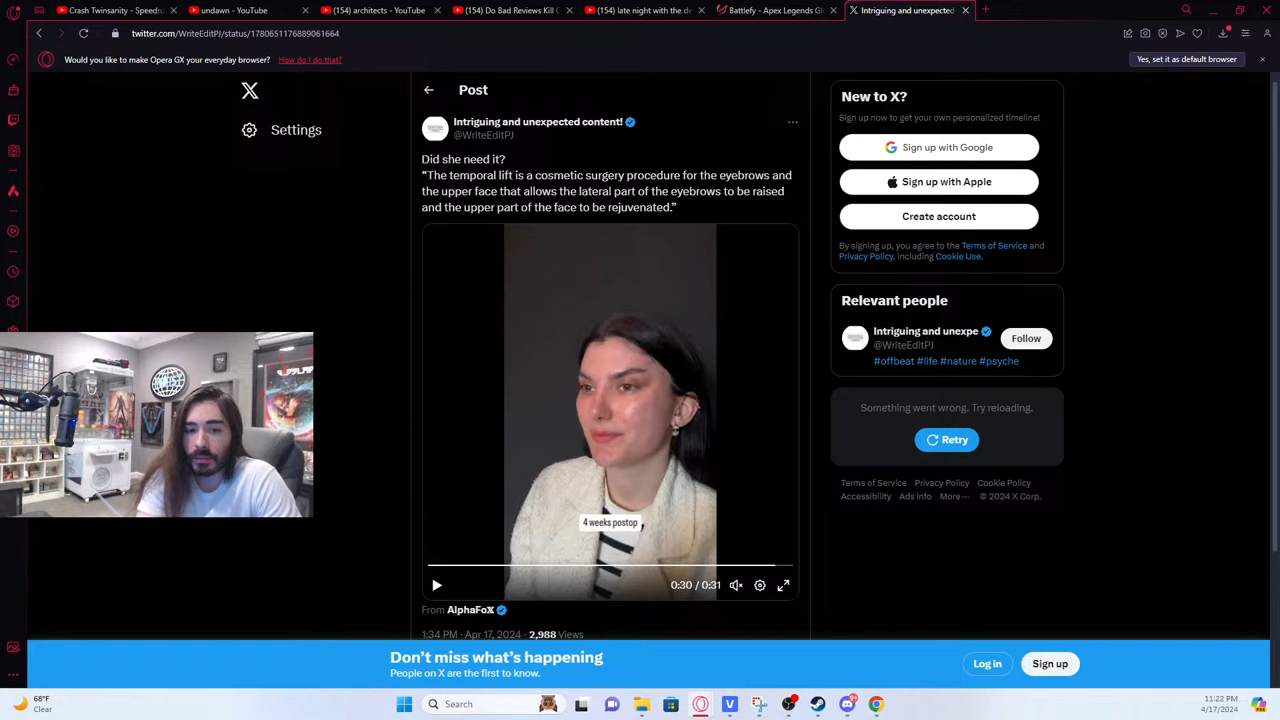 Crash Twinsanity - Speedru
undawn - YouTube
(154) architects - YouTube
(154) Do Bad Reviews Kill C
(154) late night with the de
Battlefy - Apex Legends Gl
Intriguing and unexpected
twitter.com/WriteEditPJ/status/1780651176889061664
Would you like to make Opera GX your everyday browser? How do I do that?
Yes, set it as default browser
Settings
Post
Intriguing and unexpected content!
@WriteEditPJ
Did she need it?
“The temporal lift is a cosmetic surgery procedure for the eyebrows and
the upper face that allows the lateral part of the eyebrows to be raised
and the upper part of the face to be rejuvenated.”
4 weeks postop
0:30 / 0:31
From AlphaFoX
1:34 PM · Apr 17, 2024 · 2,988 Views
New to X?
Sign up now to get your own personalized timeline!
Sign up with Google
Sign up with Apple
Create account
By signing up, you agree to the Terms of Service and
Privacy Policy, including Cookie Use.
Relevant people
Intriguing and unexpe
@WriteEditPJ
Follow
#offbeat #life #nature #psyche
Something went wrong. Try reloading.
Retry
Terms of Service Privacy Policy Cookie Policy
Accessibility Ads info More ··· © 2024 X Corp.
Don’t miss what’s happening
People on X are the first to know.
Log in
Sign up
68°F
Clear
Search
11:22 PM
4/17/2024